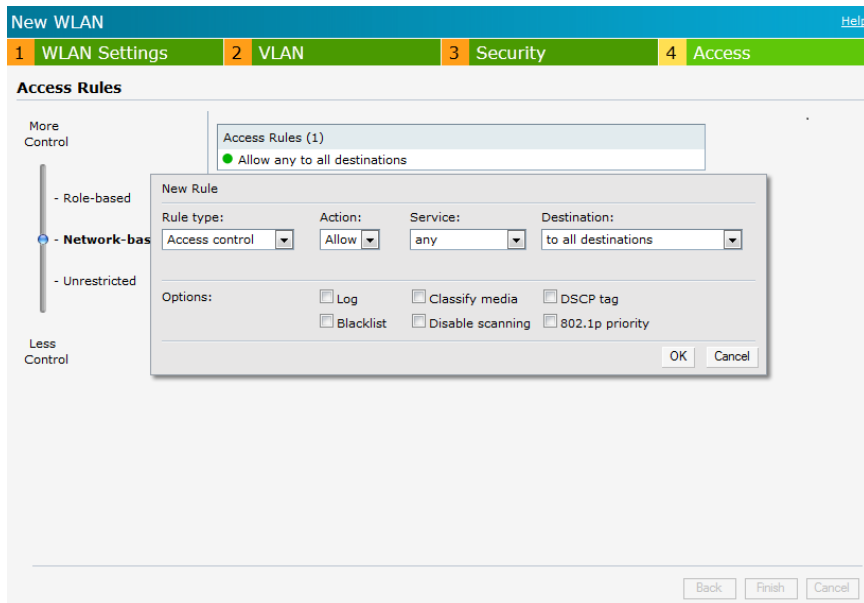 New WLAN
Help
1 WLAN Settings
2 VLAN
3 Security
4 Access
Access Rules
More
Control
- Role-based
- Network-bas
- Unrestricted
Less
Control
Access Rules (1)
Allow any to all destinations
New Rule
Rule type:
Action:
Service:
Destination:
Access control
Allow
any
to all destinations
Options:
Log
Classify media
DSCP tag
Blacklist
Disable scanning
802.1p priority
OK
Cancel
Back
Finish
Cancel